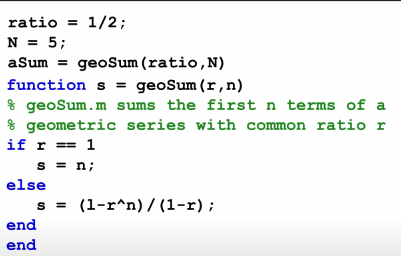 ratio = 1/2;
N = 5;
aSum = geoSum(ratio,N)
function s = geoSum(r,n)
% geoSum.m sums the first n terms of a
% geometric series with common ratio r
if r == 1
s = n;
else
s = (1-r^n)/(1-r);
end
end